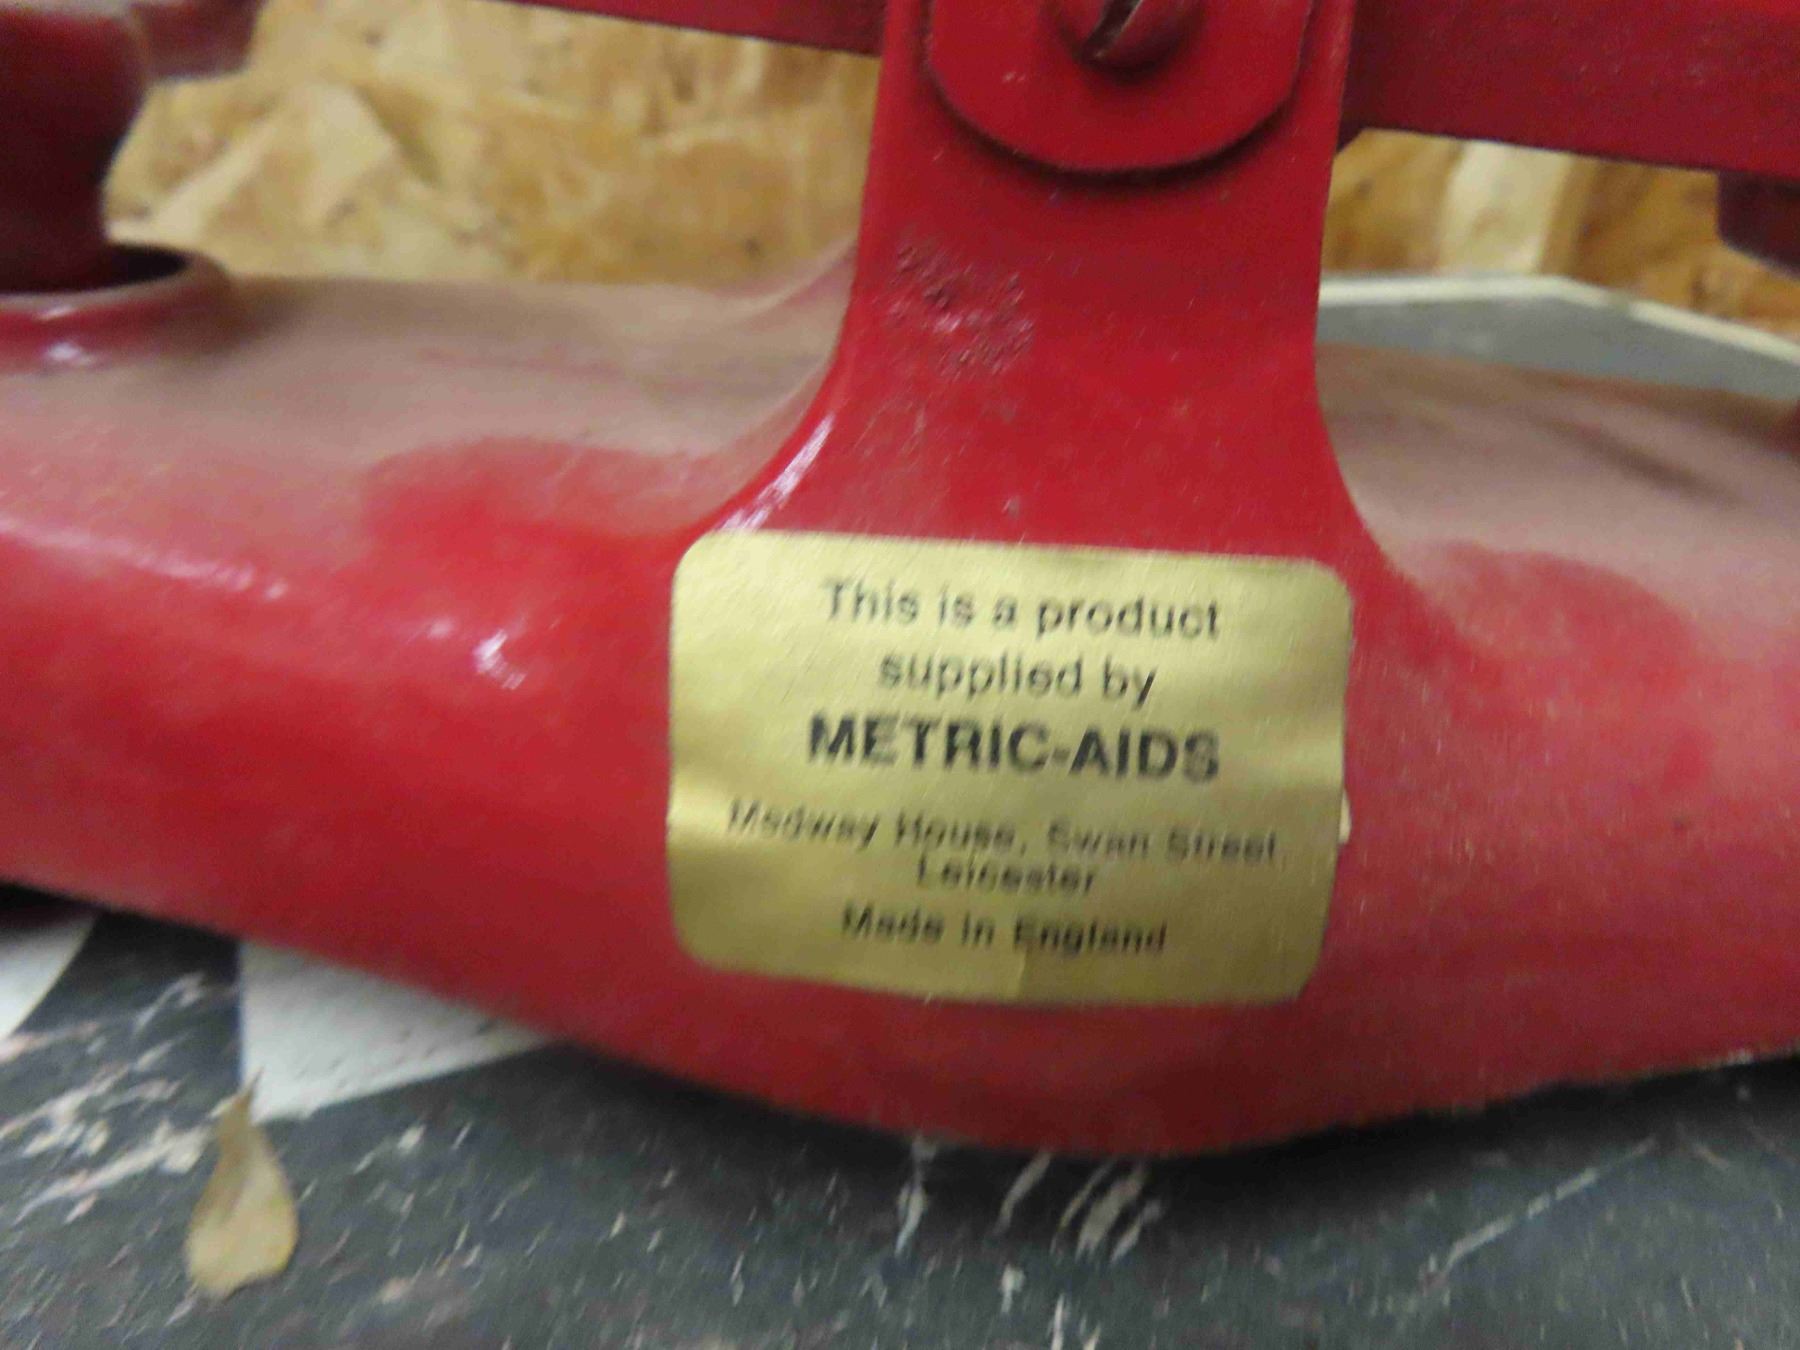 This is a product
supplied by
METRIC-AIDS
Medway House, Swan Street
Leicester
Made in England